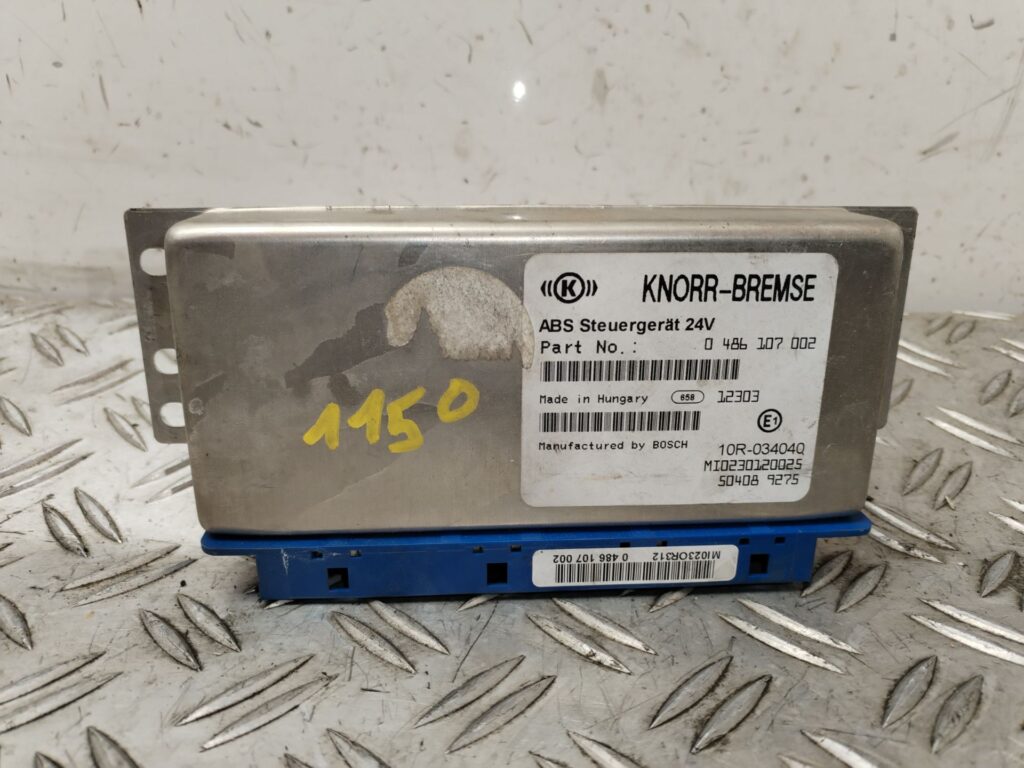 K KNORR-BREMSE
ABS Steuergerät 24V
Part No.: 0 486 107 002
Made in Hungary 658 12303
E1
Manufactured by BOSCH 10R-034040
MI0230120025
50408 9275
1150
MI0230R312
0 486 107 002